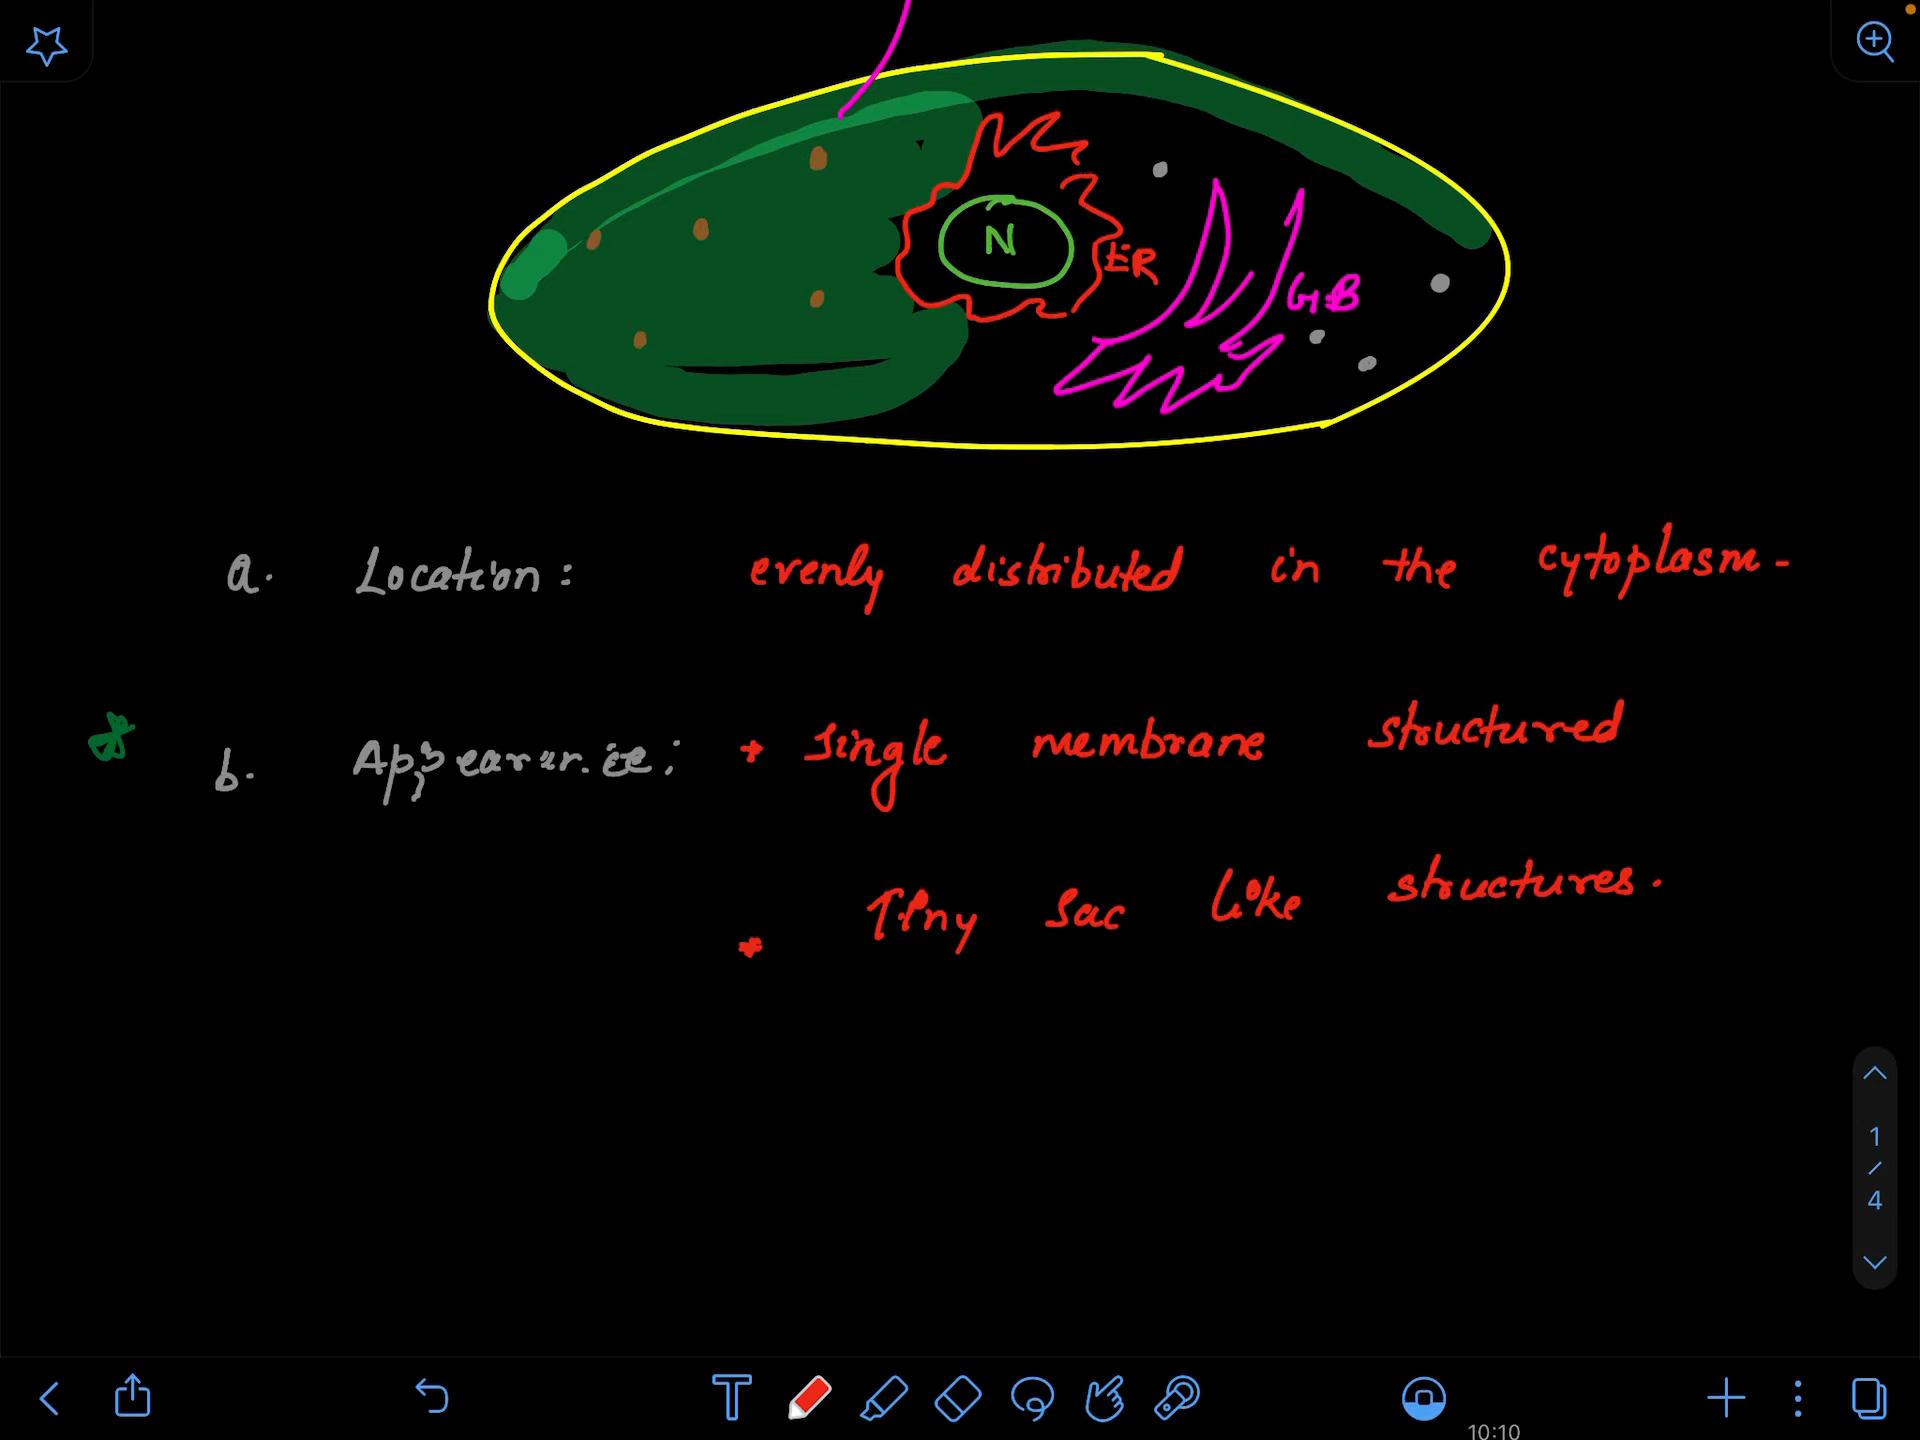 N
ER
G.B
a. Location: evenly distributed in the cytoplasm.
b. Appearance: * single membrane structured
* Tiny sac like structures.
1
/
4
10:10